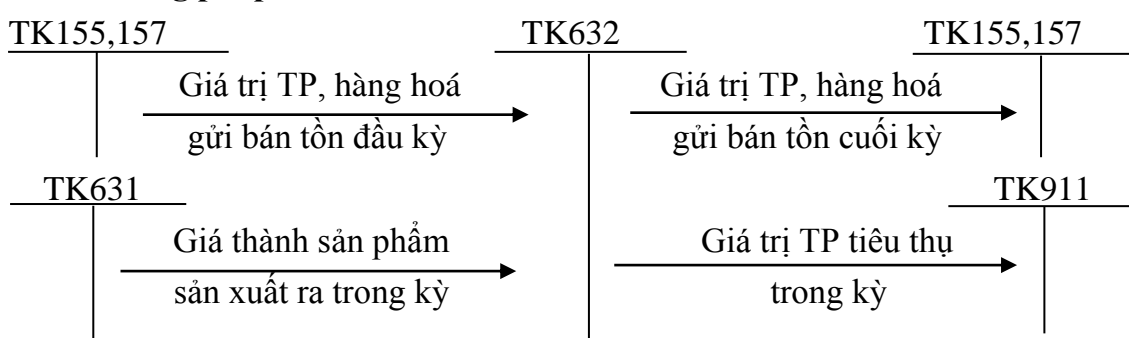 TK155,157 TK632 TK155,157
Giá trị TP, hàng hoá Giá trị TP, hàng hoá
gửi bán tồn đầu kỳ gửi bán tồn cuối kỳ
TK631 TK911
Giá thành sản phẩm Giá trị TP tiêu thụ
sản xuất ra trong kỳ trong kỳ